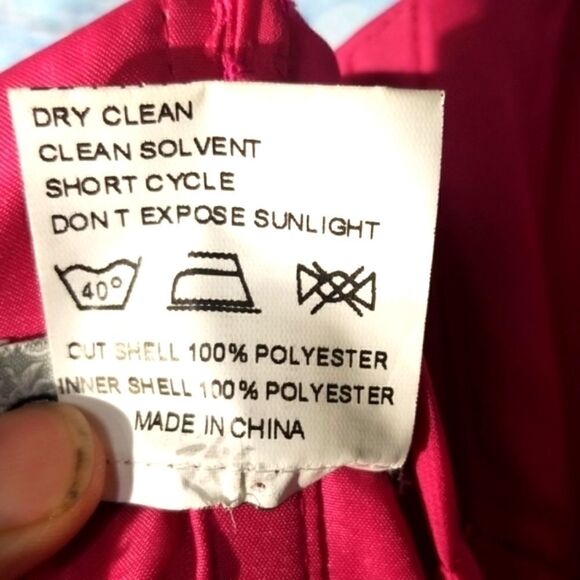 DRY CLEAN
CLEAN SOLVENT
SHORT CYCLE
DON T EXPOSE SUNLIGHT
40°
OUT SHELL 100% POLYESTER
INNER SHELL 100% POLYESTER
MADE IN CHINA